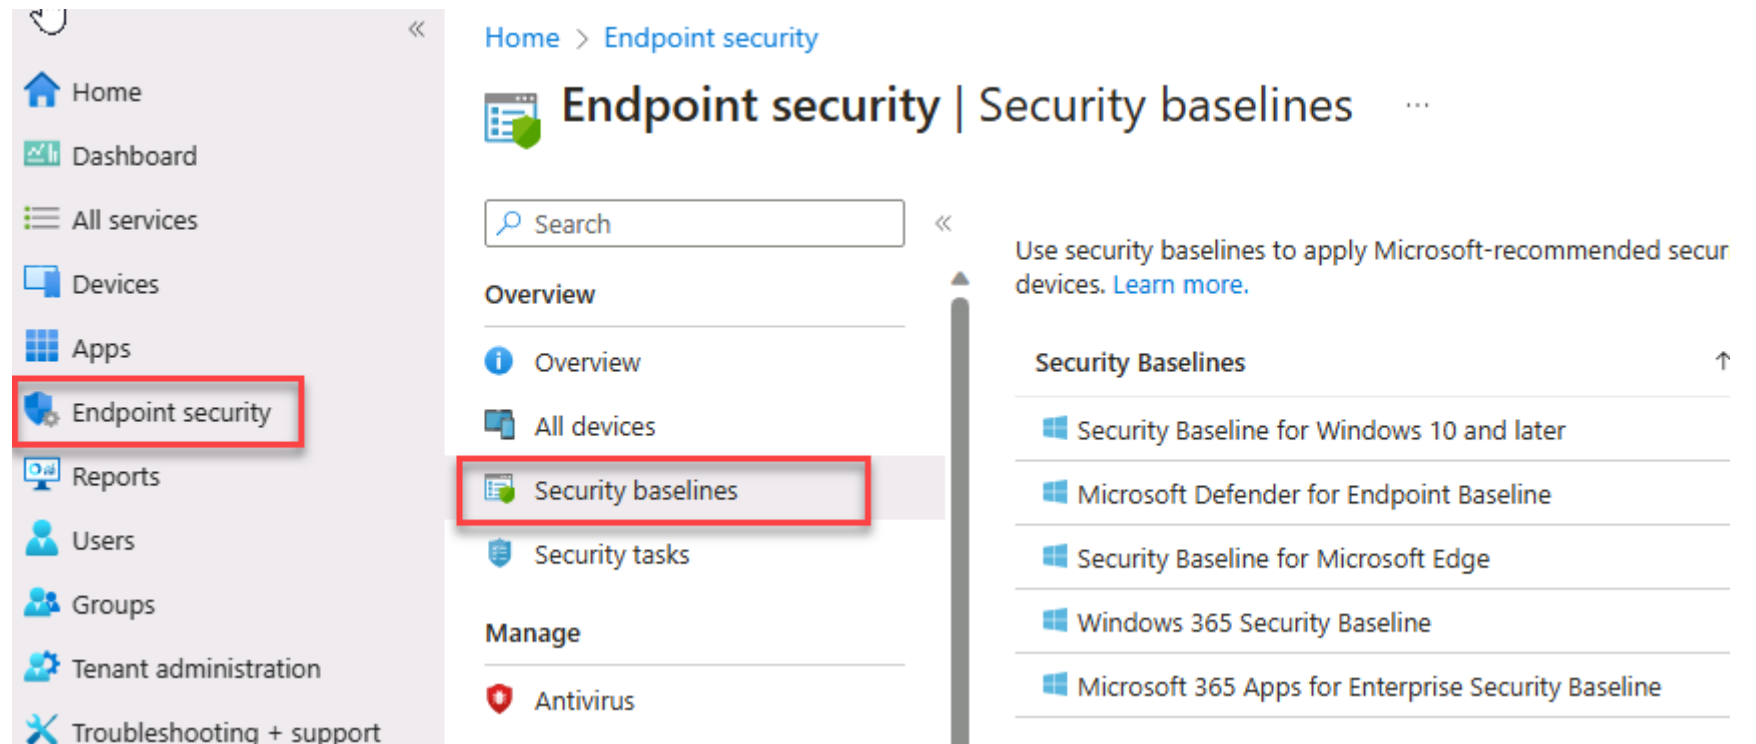 «
Home
Dashboard
All services
Devices
Apps
Endpoint security
Reports
Users
Groups
Tenant administration
Troubleshooting + support
Home > Endpoint security
Endpoint security | Security baselines ...
Search
«
Overview
Overview
All devices
Security baselines
Security tasks
Manage
Antivirus
Use security baselines to apply Microsoft-recommended secur
devices. Learn more.
Security Baselines ↑
Security Baseline for Windows 10 and later
Microsoft Defender for Endpoint Baseline
Security Baseline for Microsoft Edge
Windows 365 Security Baseline
Microsoft 365 Apps for Enterprise Security Baseline